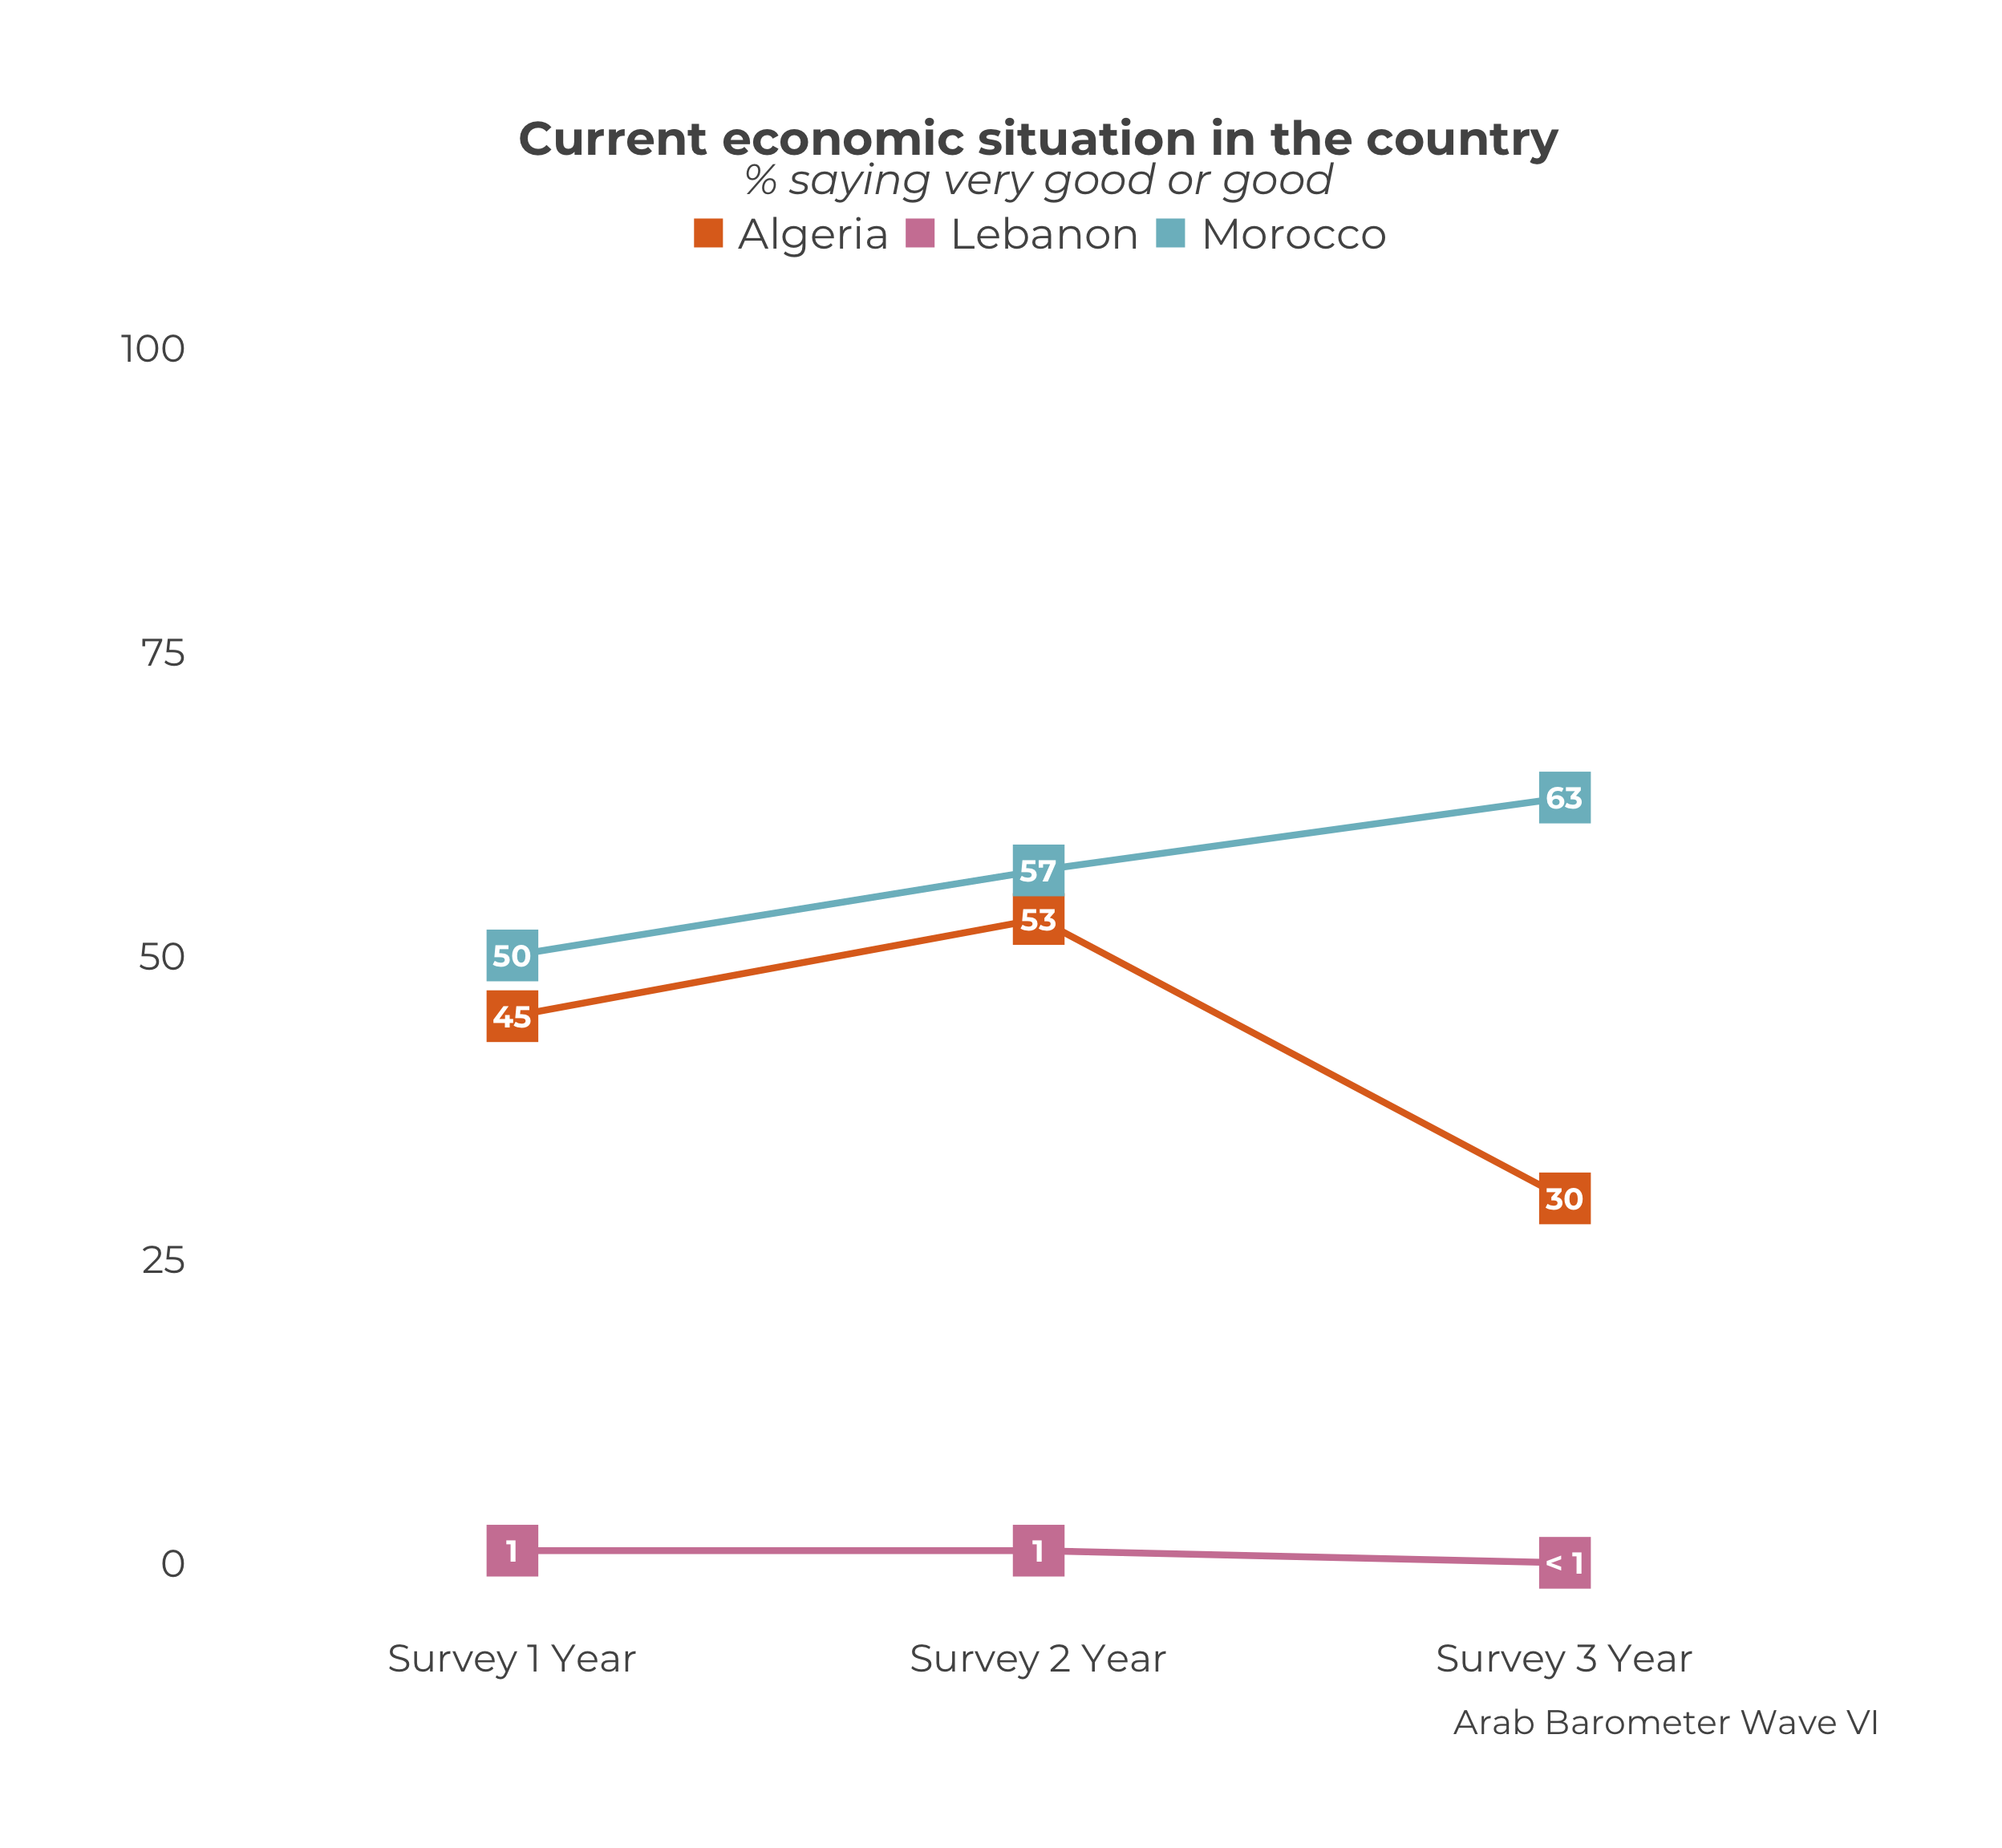 Current economic situation in the country
% saying very good or good
Algeria Lebanon Morocco
100
75
63
57
53
50 50
45
30
25
0 1 1 < 1
Survey 1 Year Survey 2 Year Survey 3 Year
Arab Barometer Wave VI